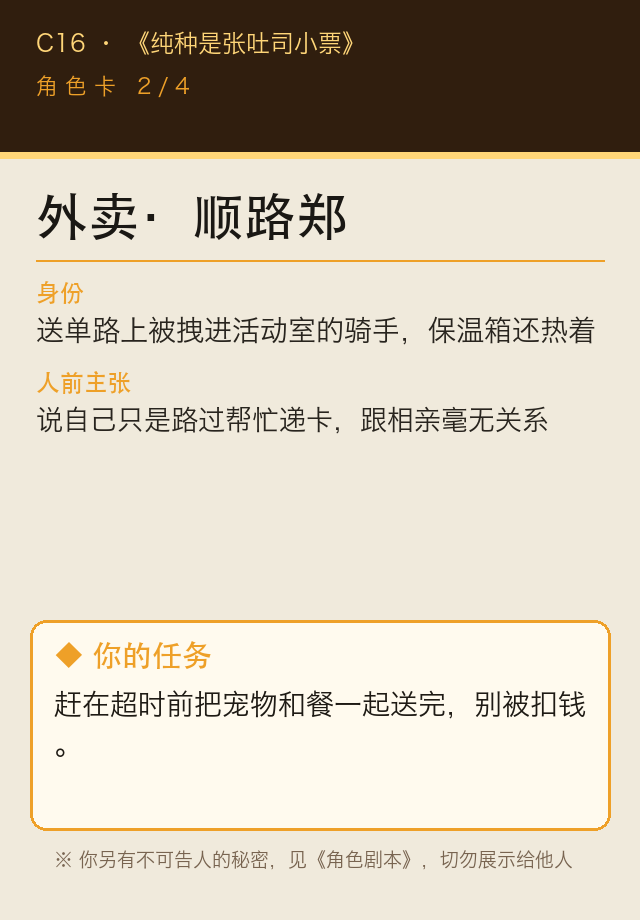 C16 · 《纯种是张吐司小票》
角色卡 2/4
外卖· 顺路郑
身份
送单路上被拽进活动室的骑手，保温箱还热着
人前主张
说自己只是路过帮忙递卡，跟相亲毫无关系
◆ 你的任务
赶在超时前把宠物和餐一起送完，别被扣钱
。
※ 你另有不可告人的秘密，见《角色剧本》，切勿展示给他人